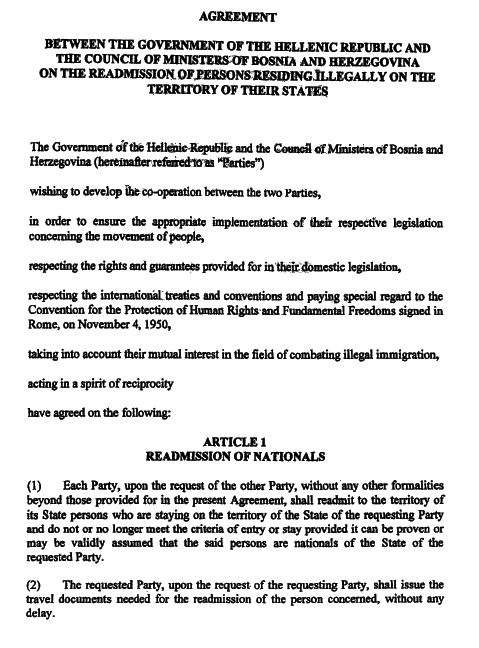 AGREEMENT
BETWEEN THE GOVERNMENT OF THE HELLENIC REPUBLIC AND
THE COUNCIL OF MINISTERS OF BOSNIA AND HERZEGOVINA
ON THE READMISSION OF PERSONS RESIDING ILLEGALLY ON THE
TERRITORY OF THEIR STATES
The Government of the Hellenic Republic and the Council of Ministers of Bosnia and
Herzegovina (hereinafter referred to as "Parties")
wishing to develop the co-operation between the two Parties,
in order to ensure the appropriate implementation of their respective legislation
concerning the movement of people,
respecting the rights and guarantees provided for in their domestic legislation,
respecting the international treaties and conventions and paying special regard to the
Convention for the Protection of Human Rights and Fundamental Freedoms signed in
Rome, on November 4, 1950,
taking into account their mutual interest in the field of combating illegal immigration,
acting in a spirit of reciprocity
have agreed on the following:
ARTICLE 1
READMISSION OF NATIONALS
(1) Each Party, upon the request of the other Party, without any other formalities
beyond those provided for in the present Agreement, shall readmit to the territory of
its State persons who are staying on the territory of the State of the requesting Party
and do not or no longer meet the criteria of entry or stay provided it can be proven or
may be validly assumed that the said persons are nationals of the State of the
requested Party.
(2) The requested Party, upon the request of the requesting Party, shall issue the
travel documents needed for the readmission of the person concerned, without any
delay.